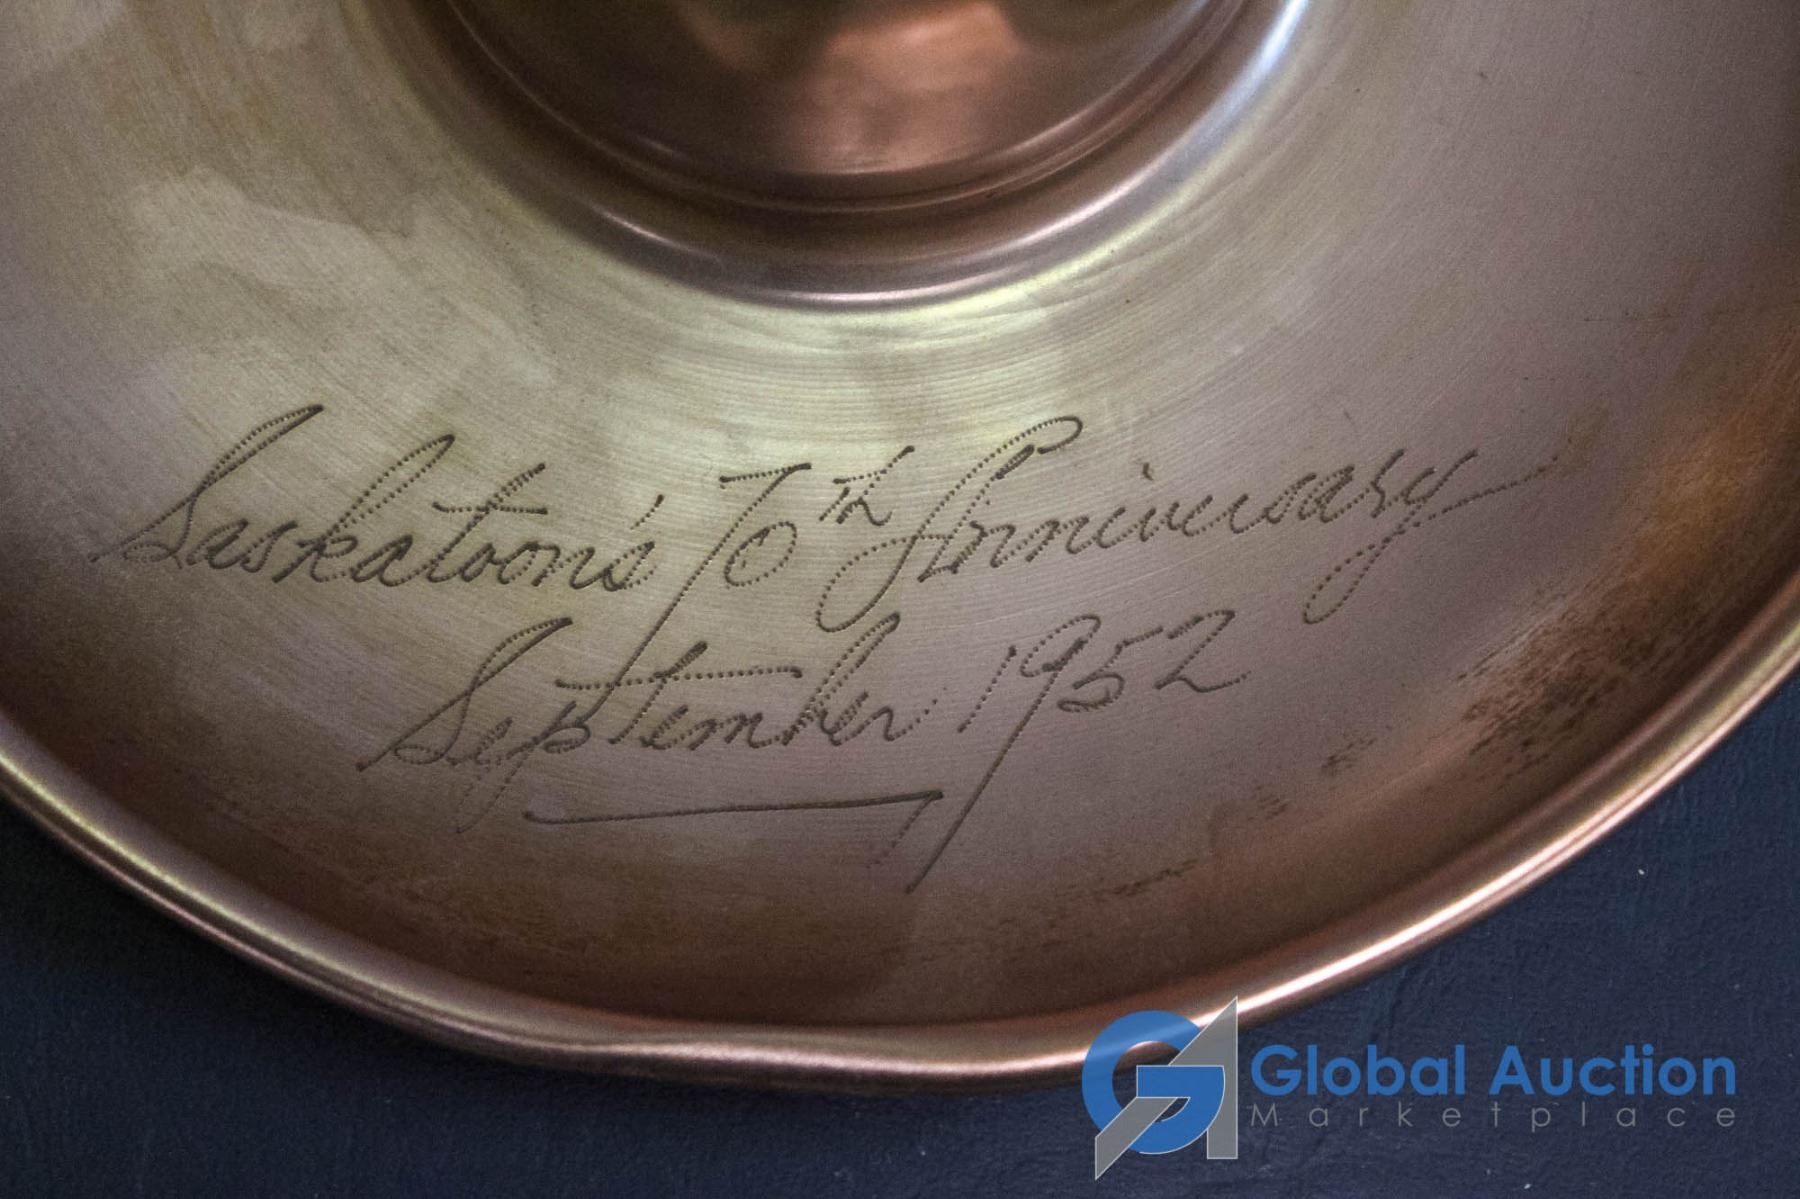 Saskatoon's 70th Anniversary
September 1952
Global Auction
Marketplace